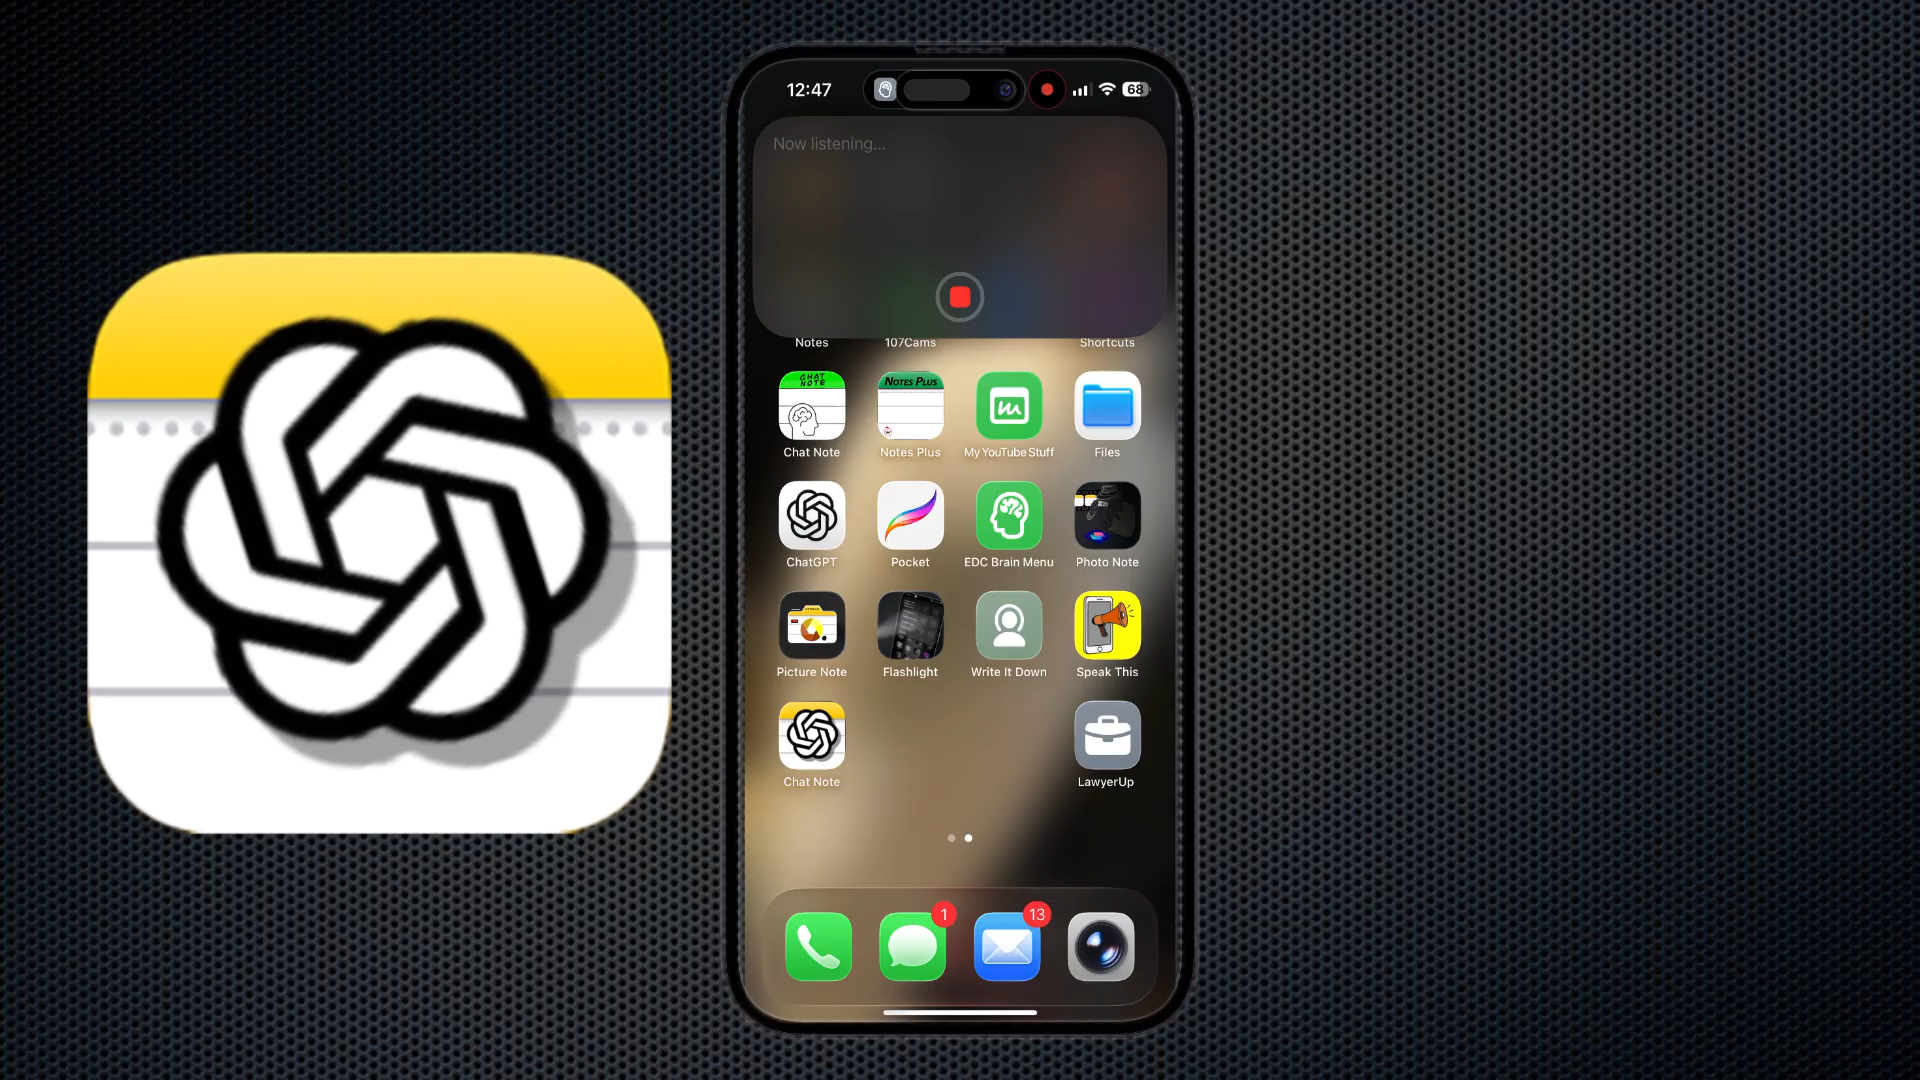 12:47
68
Now listening...
Notes
107Cams
Shortcuts
CHAT
NOTE
NOTES PLUS
Chat Note
Notes Plus
My YouTube Stuff
Files
ChatGPT
Pocket
EDC Brain Menu
Photo Note
Picture Note
Flashlight
Write It Down
Speak This
Chat Note
LawyerUp
1
13